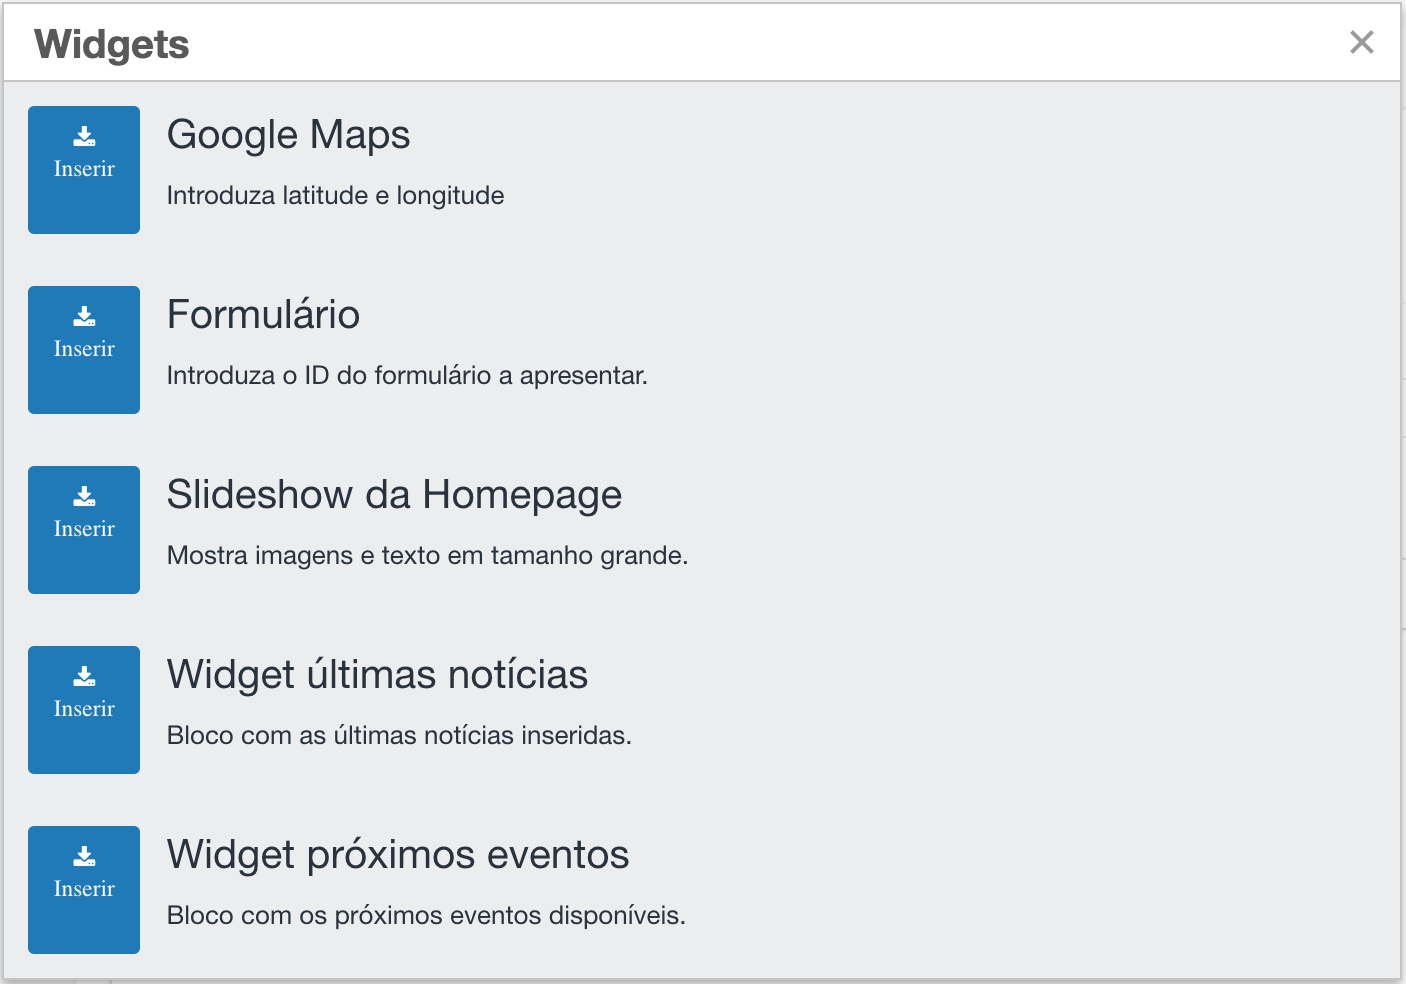 Widgets
Inserir
Google Maps
Introduza latitude e longitude
Inserir
Formulário
Introduza o ID do formulário a apresentar.
Inserir
Slideshow da Homepage
Mostra imagens e texto em tamanho grande.
Inserir
Widget últimas notícias
Bloco com as últimas notícias inseridas.
Inserir
Widget próximos eventos
Bloco com os próximos eventos disponíveis.